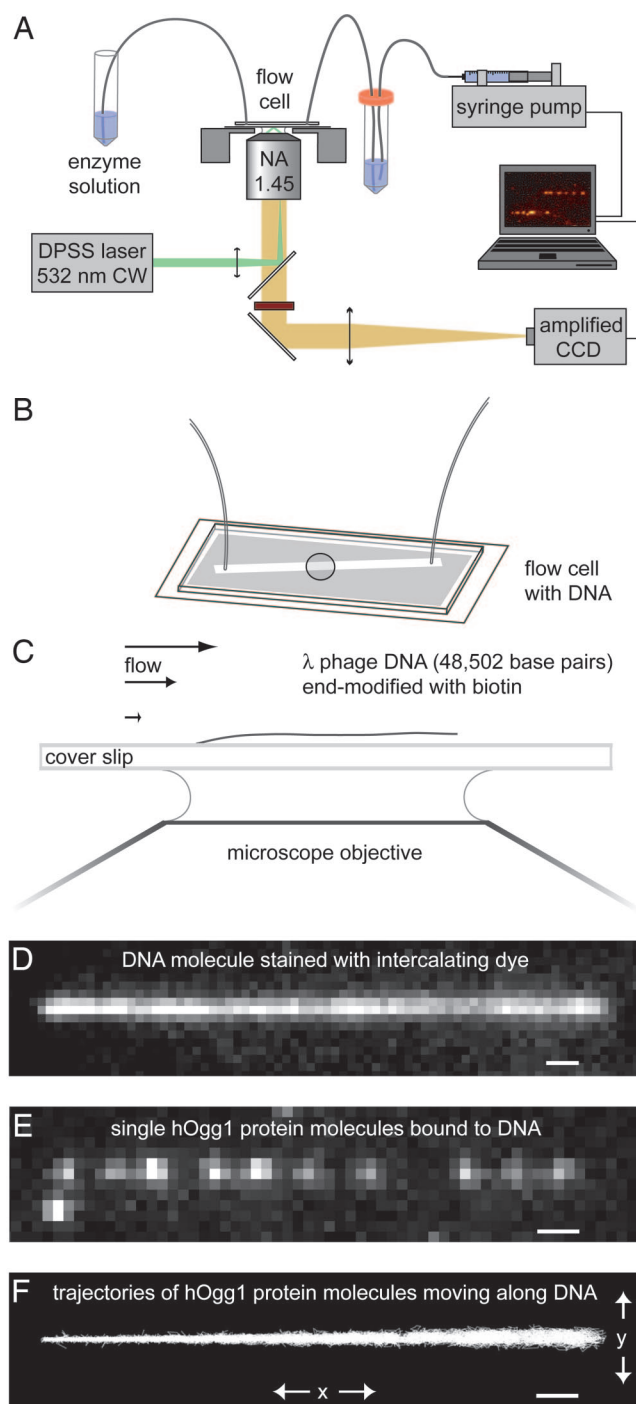 A
flow
cell
enzyme
solution
NA
1.45
syringe pump
DPSS laser
532 nm CW
amplified
CCD
B
flow cell
with DNA
C
flow
λ phage DNA (48,502 base pairs)
end-modified with biotin
cover slip
microscope objective
D
DNA molecule stained with intercalating dye
E
single hOgg1 protein molecules bound to DNA
F
trajectories of hOgg1 protein molecules moving along DNA
y
x